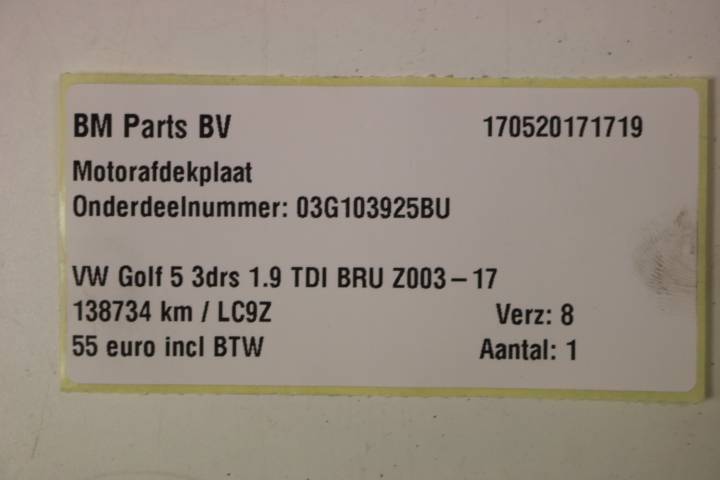 BM Parts BV 170520171719
Motorafdekplaat
Onderdeelnummer: 03G103925BU
VW Golf 5 3drs 1.9 TDI BRU Z003-17
138734 km / LC9Z Verz: 8
55 euro incl BTW Aantal: 1